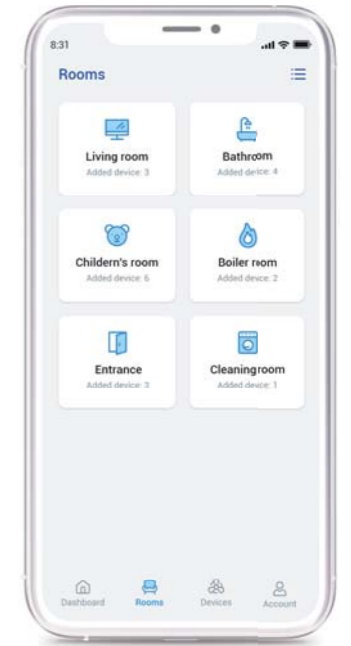 8:31
Rooms
Living room
Added device: 3
Bathroom
Added device: 4
Childern's room
Added device: 6
Boiler room
Added device: 2
Entrance
Added device: 3
Cleaningroom
Added device: 1
Dashboard
Rooms
Devices
Account